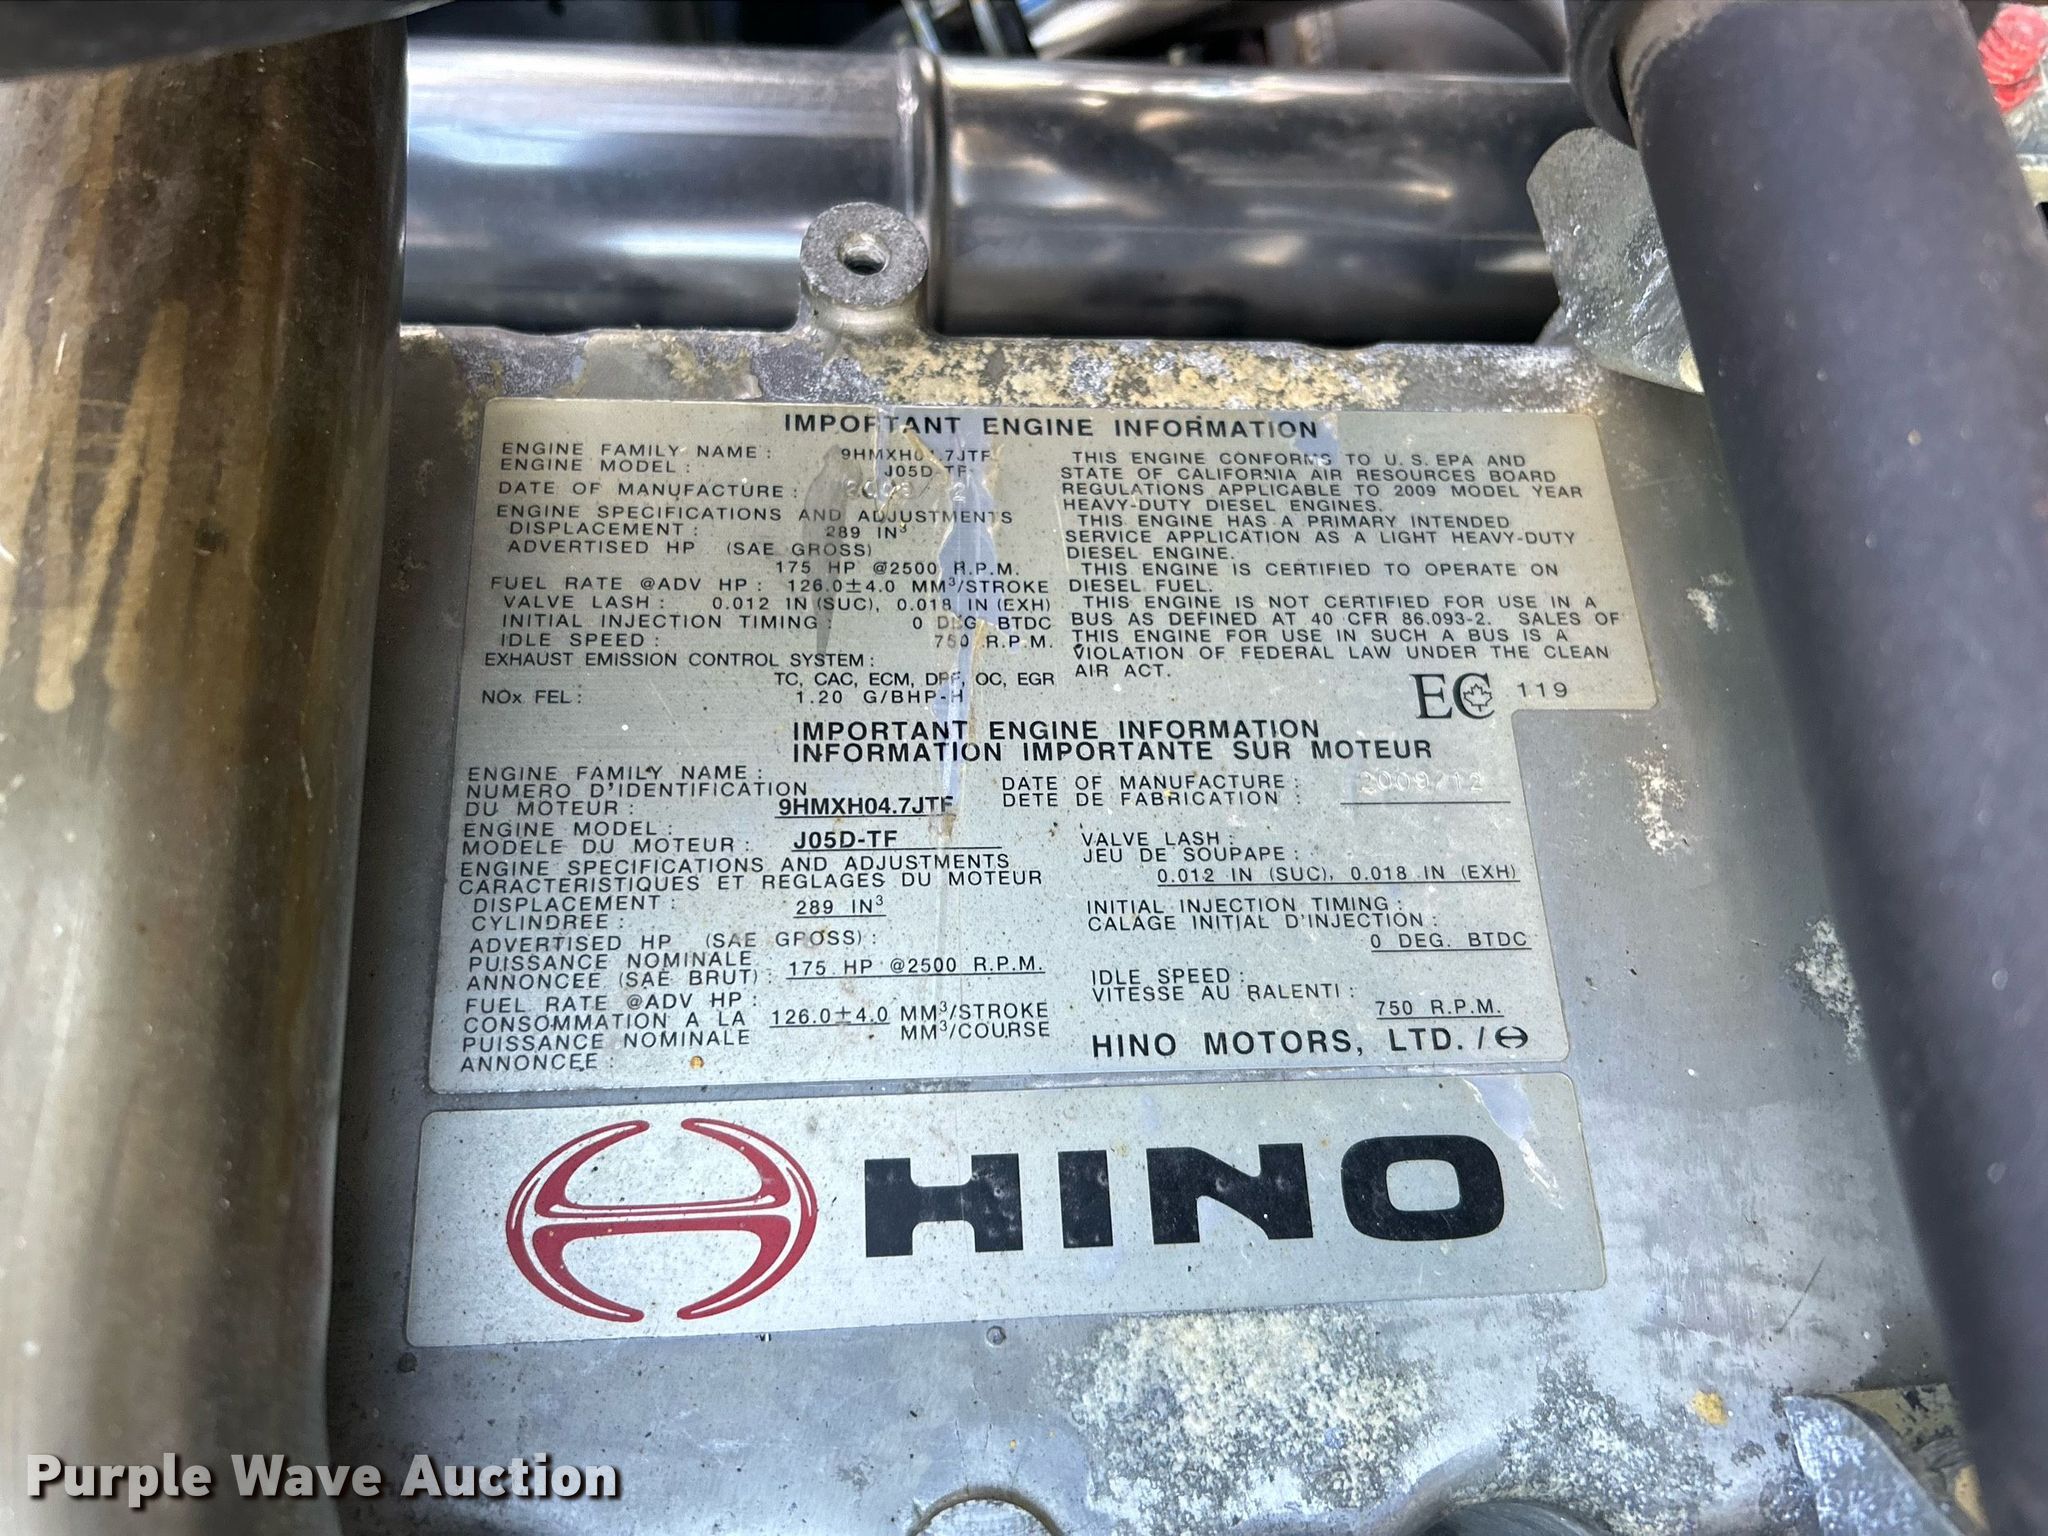 IMPORTANT ENGINE INFORMATION
ENGINE FAMILY NAME : 9HMXH04.7JTF
ENGINE MODEL : J05D-TF
DATE OF MANUFACTURE :
ENGINE SPECIFICATIONS AND ADJUSTMENTS
DISPLACEMENT : 289 IN³
ADVERTISED HP (SAE GROSS)
175 HP @2500 R.P.M.
FUEL RATE @ADV HP : 126.0±4.0 MM³/STROKE
VALVE LASH : 0.012 IN (SUC), 0.018 IN (EXH)
INITIAL INJECTION TIMING : 0 DEG. BTDC
IDLE SPEED : 750 R.P.M.
EXHAUST EMISSION CONTROL SYSTEM :
TC, CAC, ECM, DPF, OC, EGR
NOx FEL : 1.20 G/BHP-H
THIS ENGINE CONFORMS TO U.S. EPA AND
STATE OF CALIFORNIA AIR RESOURCES BOARD
REGULATIONS APPLICABLE TO 2009 MODEL YEAR
HEAVY-DUTY DIESEL ENGINES.
THIS ENGINE HAS A PRIMARY INTENDED
SERVICE APPLICATION AS A LIGHT HEAVY-DUTY
DIESEL ENGINE.
THIS ENGINE IS CERTIFIED TO OPERATE ON
DIESEL FUEL.
THIS ENGINE IS NOT CERTIFIED FOR USE IN A
BUS AS DEFINED AT 40 CFR 86.093-2. SALES OF
THIS ENGINE FOR USE IN SUCH A BUS IS A
VIOLATION OF FEDERAL LAW UNDER THE CLEAN
AIR ACT.
EC 119
IMPORTANT ENGINE INFORMATION
INFORMATION IMPORTANTE SUR MOTEUR
ENGINE FAMILY NAME :
NUMERO D'IDENTIFICATION
DU MOTEUR : 9HMXH04.7JTF
ENGINE MODEL :
MODELE DU MOTEUR : J05D-TF
ENGINE SPECIFICATIONS AND ADJUSTMENTS
CARACTERISTIQUES ET REGLAGES DU MOTEUR
DISPLACEMENT : 289 IN³
CYLINDREE :
ADVERTISED HP (SAE GROSS) :
PUISSANCE NOMINALE
ANNONCEE (SAE BRUT) : 175 HP @2500 R.P.M.
FUEL RATE @ADV HP :
CONSOMMATION A LA 126.0±4.0 MM³/STROKE
PUISSANCE NOMINALE MM³/COURSE
ANNONCEE :
DATE OF MANUFACTURE : 2009/12
DETE DE FABRICATION :
VALVE LASH :
JEU DE SOUPAPE :
0.012 IN (SUC), 0.018 IN (EXH)
INITIAL INJECTION TIMING :
CALAGE INITIAL D'INJECTION :
0 DEG. BTDC
IDLE SPEED :
VITESSE AU RALENTI :
750 R.P.M.
HINO MOTORS, LTD. /
HINO
Purple Wave Auction